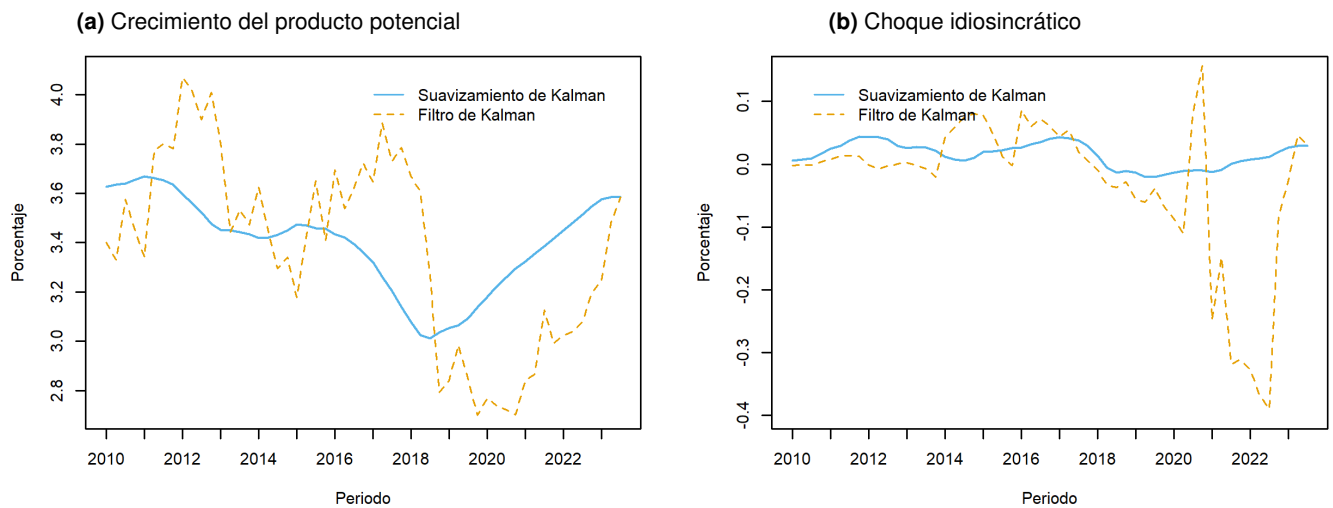 (a) Crecimiento del producto potencial
Suavizamiento de Kalman
Filtro de Kalman
Porcentaje
4.0
3.8
3.6
3.4
3.2
3.0
2.8
2010 2012 2014 2016 2018 2020 2022
Periodo
(b) Choque idiosincrático
Suavizamiento de Kalman
Filtro de Kalman
Porcentaje
0.1
0.0
-0.1
-0.2
-0.3
-0.4
2010 2012 2014 2016 2018 2020 2022
Periodo